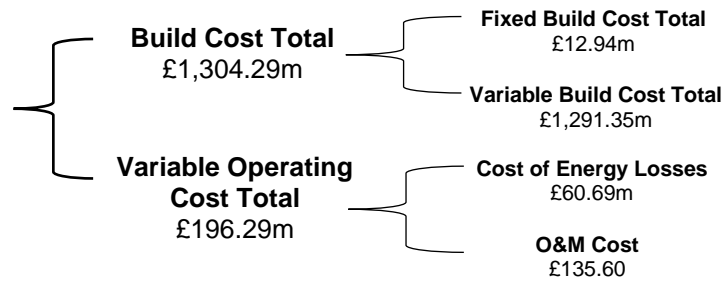 Build Cost Total
£1,304.29m
Fixed Build Cost Total
£12.94m
Variable Build Cost Total
£1,291.35m
Variable Operating
Cost Total
£196.29m
Cost of Energy Losses
£60.69m
O&M Cost
£135.60